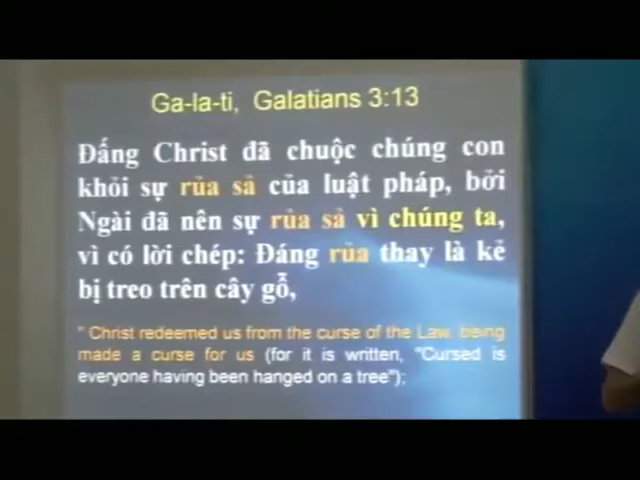 Ga-la-ti, Galatians 3:13
Đấng Christ đã chuộc chúng con
khỏi sự rủa sả của luật pháp, bởi
Ngài đã nên sự rủa sả vì chúng ta,
vì có lời chép: Đáng rủa thay là kẻ
bị treo trên cây gỗ,
" Christ redeemed us from the curse of the Law, being
made a curse for us (for it is written, "Cursed is
everyone having been hanged on a tree");